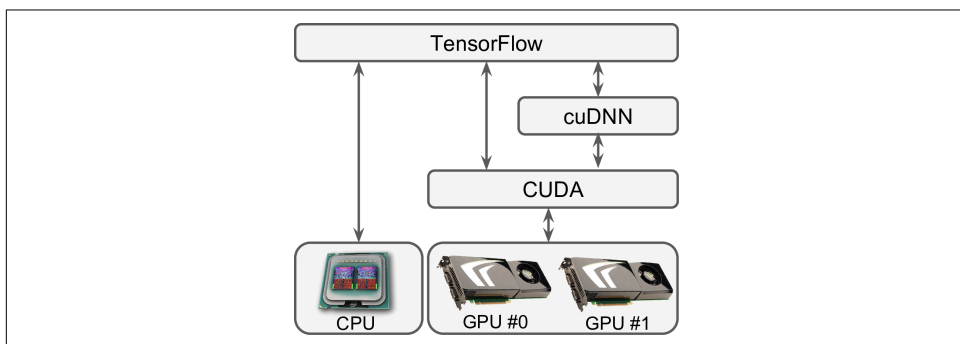 TensorFlow
cuDNN
CUDA
CPU
GPU #0
GPU #1